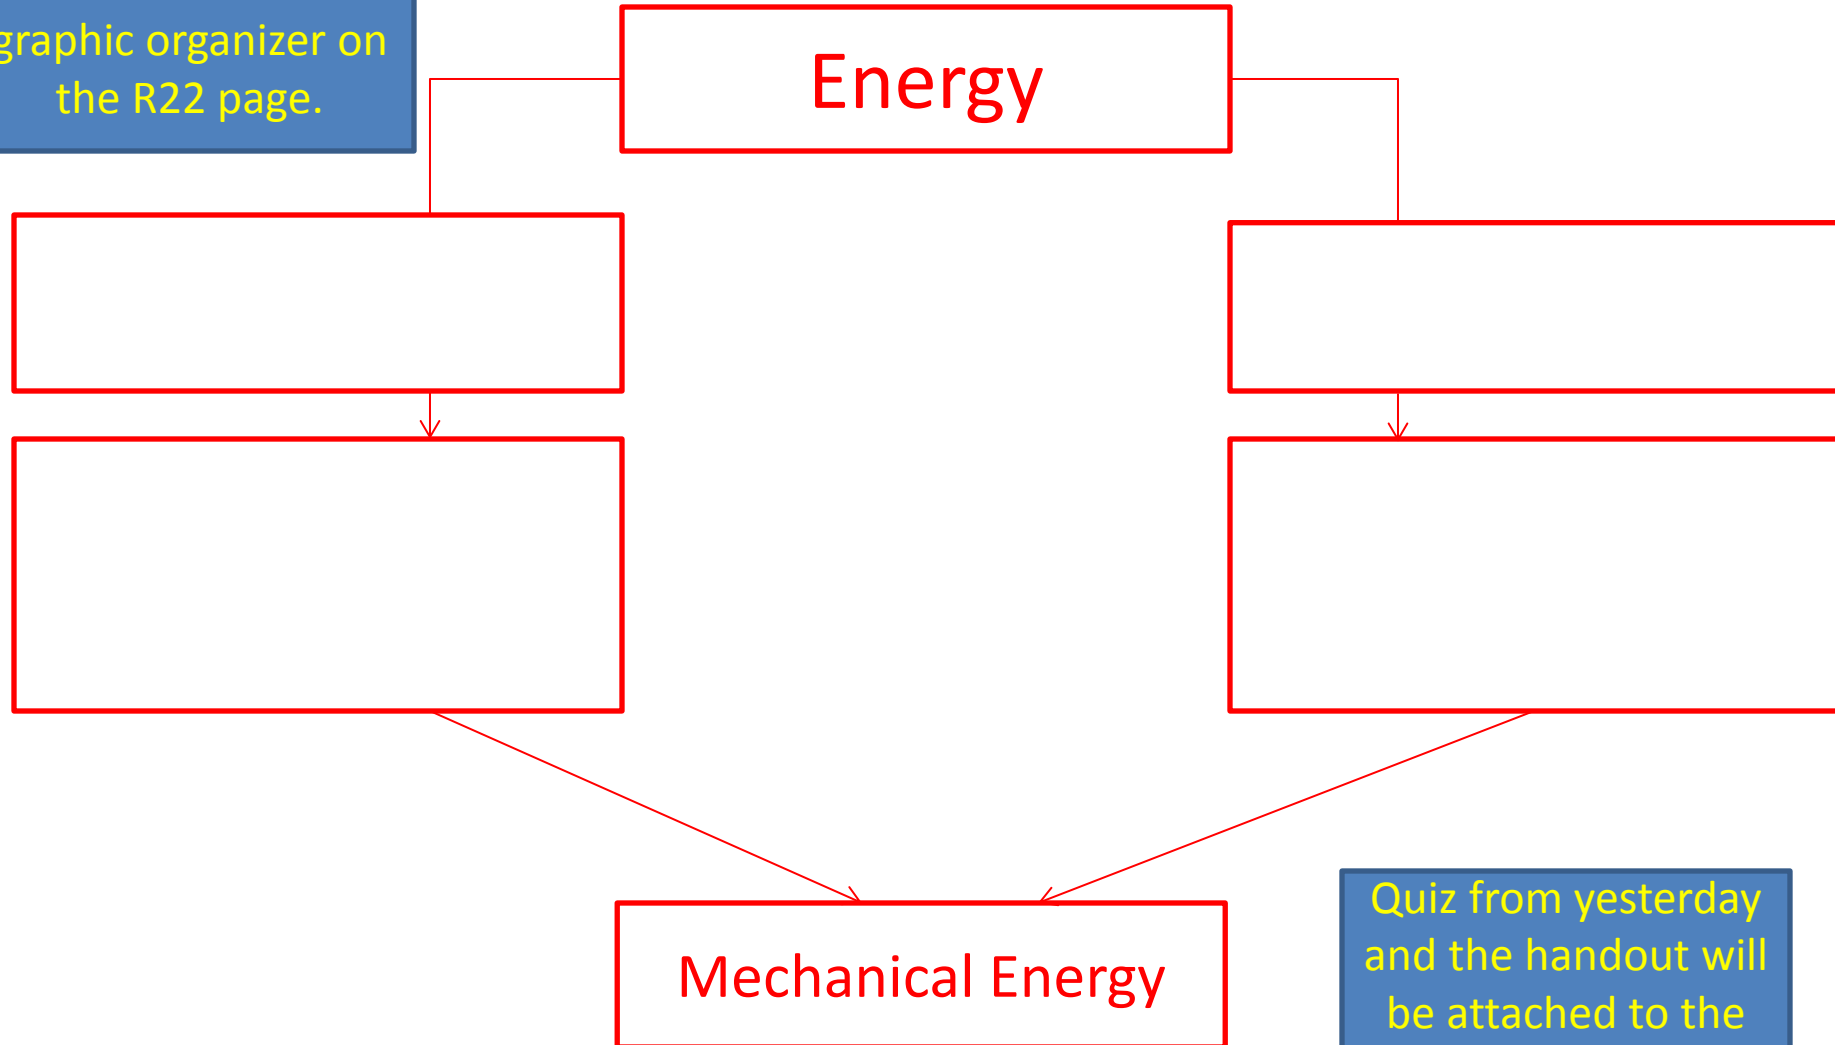 graphic organizer on
the R22 page.
Energy
Mechanical Energy
Quiz from yesterday
and the handout will
be attached to the